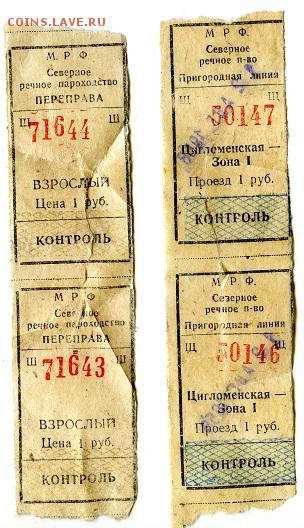 COINS.LAVE.RU
М Р Ф.
Северное
речное пароходство
ПЕРЕПРАВА
Щ 71644 Щ
ВЗРОСЛЫЙ
Цена 1 руб.
КОНТРОЛЬ
М Р Ф
Северное
речное пароходство
ПЕРЕПРАВА
Щ 71643 Щ
ВЗРОСЛЫЙ
Цена 1 руб.
КОНТРОЛЬ
М Р Ф.
Северное
речное п-во
Пригородная линия
Щ 50147 Щ
Цигломенская —
Зона I
Проезд 1 руб.
КОНТРОЛЬ
М Р Ф.
Северное
речное п-во
Пригородная линия
Щ 50146 Щ
Цигломенская —
Зона I
Проезд 1 руб.
КОНТРОЛЬ